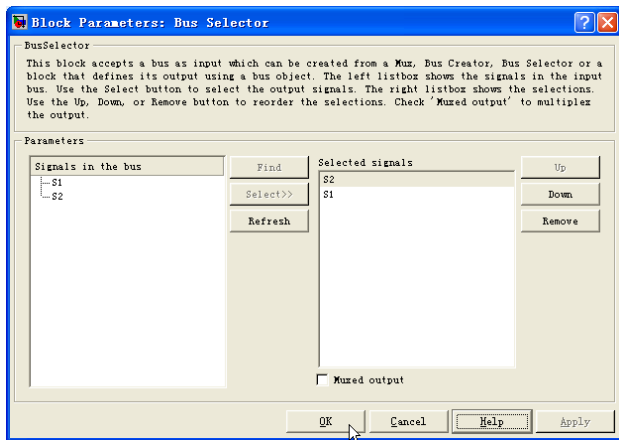 Block Parameters: Bus Selector
BusSelector
This block accepts a bus as input which can be created from a Mux, Bus Creator, Bus Selector or a
block that defines its output using a bus object. The left listbox shows the signals in the input
bus. Use the Select button to select the output signals. The right listbox shows the selections.
Use the Up, Down, or Remove button to reorder the selections. Check 'Muxed output' to multiplex
the output.
Parameters
Signals in the bus
S1
S2
Find
Select>>
Refresh
Selected signals
S2
S1
Up
Down
Remove
Muxed output
OK
Cancel
Help
Apply